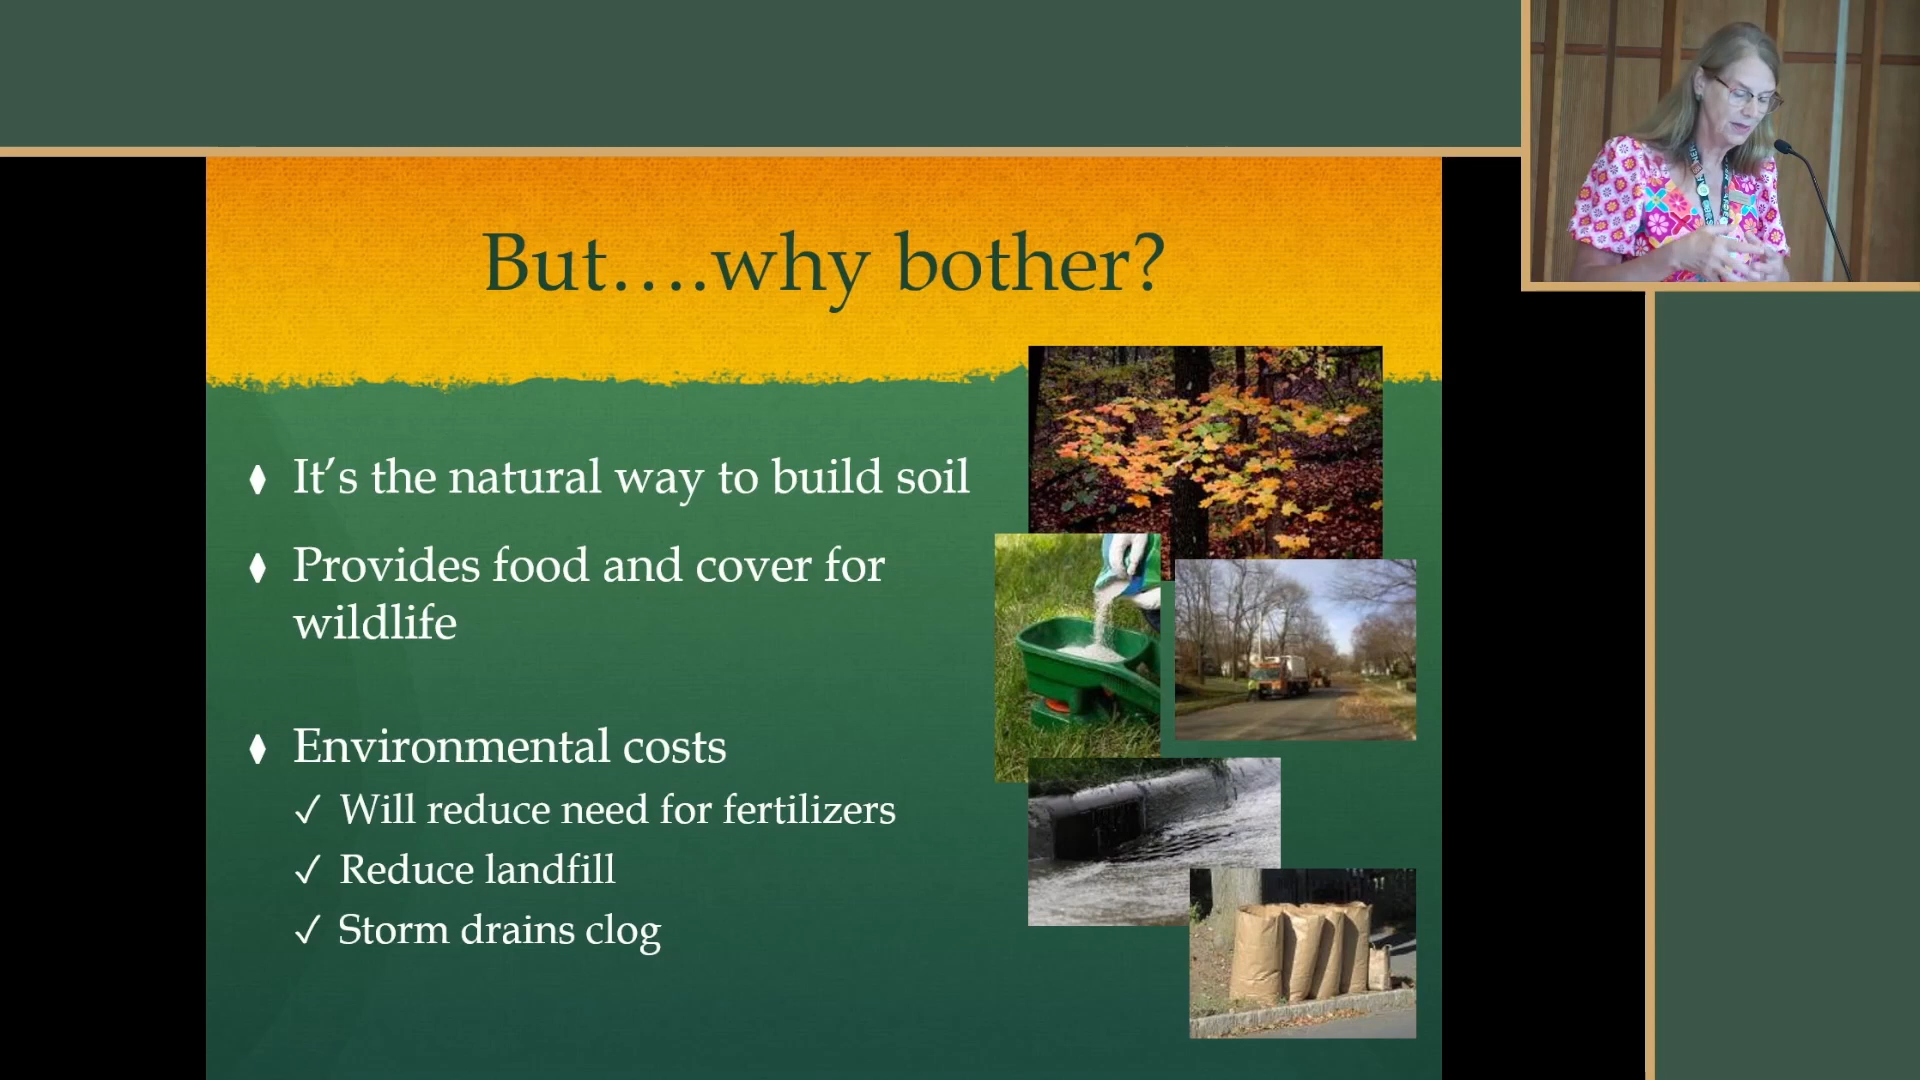 But….why bother?
It’s the natural way to build soil
Provides food and cover for
wildlife
Environmental costs
✓ Will reduce need for fertilizers
✓ Reduce landfill
✓ Storm drains clog